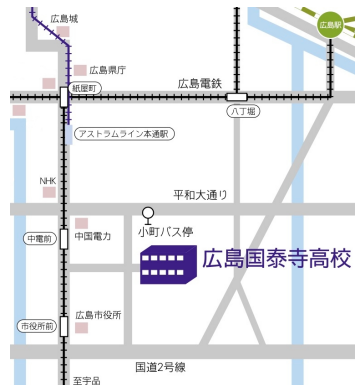 広島城
広島駅
広島県庁
広島電鉄
紙屋町
八丁堀
アストラムライン本通駅
NHK
平和大通り
小町バス停
中電前
中国電力
広島国泰寺高校
広島市役所
市役所前
国道2号線
至宇品